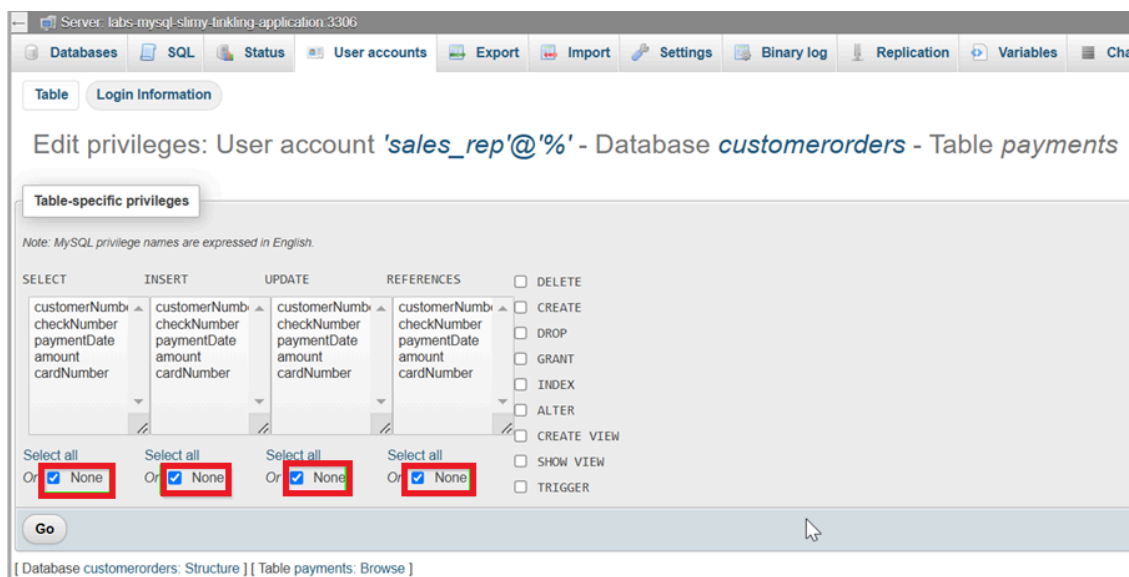 Server: labs-mysql-slimy-tinkling-application:3306
Databases SQL Status User accounts Export Import Settings Binary log Replication Variables Cha
Table Login Information
Edit privileges: User account 'sales_rep'@'%' - Database customerorders - Table payments
Table-specific privileges
Note: MySQL privilege names are expressed in English.
SELECT INSERT UPDATE REFERENCES DELETE
customerNumbe customerNumb customerNumb customerNumb CREATE
checkNumber checkNumber checkNumber checkNumber
paymentDate paymentDate paymentDate paymentDate DROP
amount amount amount amount GRANT
cardNumber cardNumber cardNumber cardNumber
INDEX
ALTER
CREATE VIEW
Select all Select all Select all Select all SHOW VIEW
Or None Or None Or None Or None
TRIGGER
Go
[ Database customerorders: Structure ] [ Table payments: Browse ]